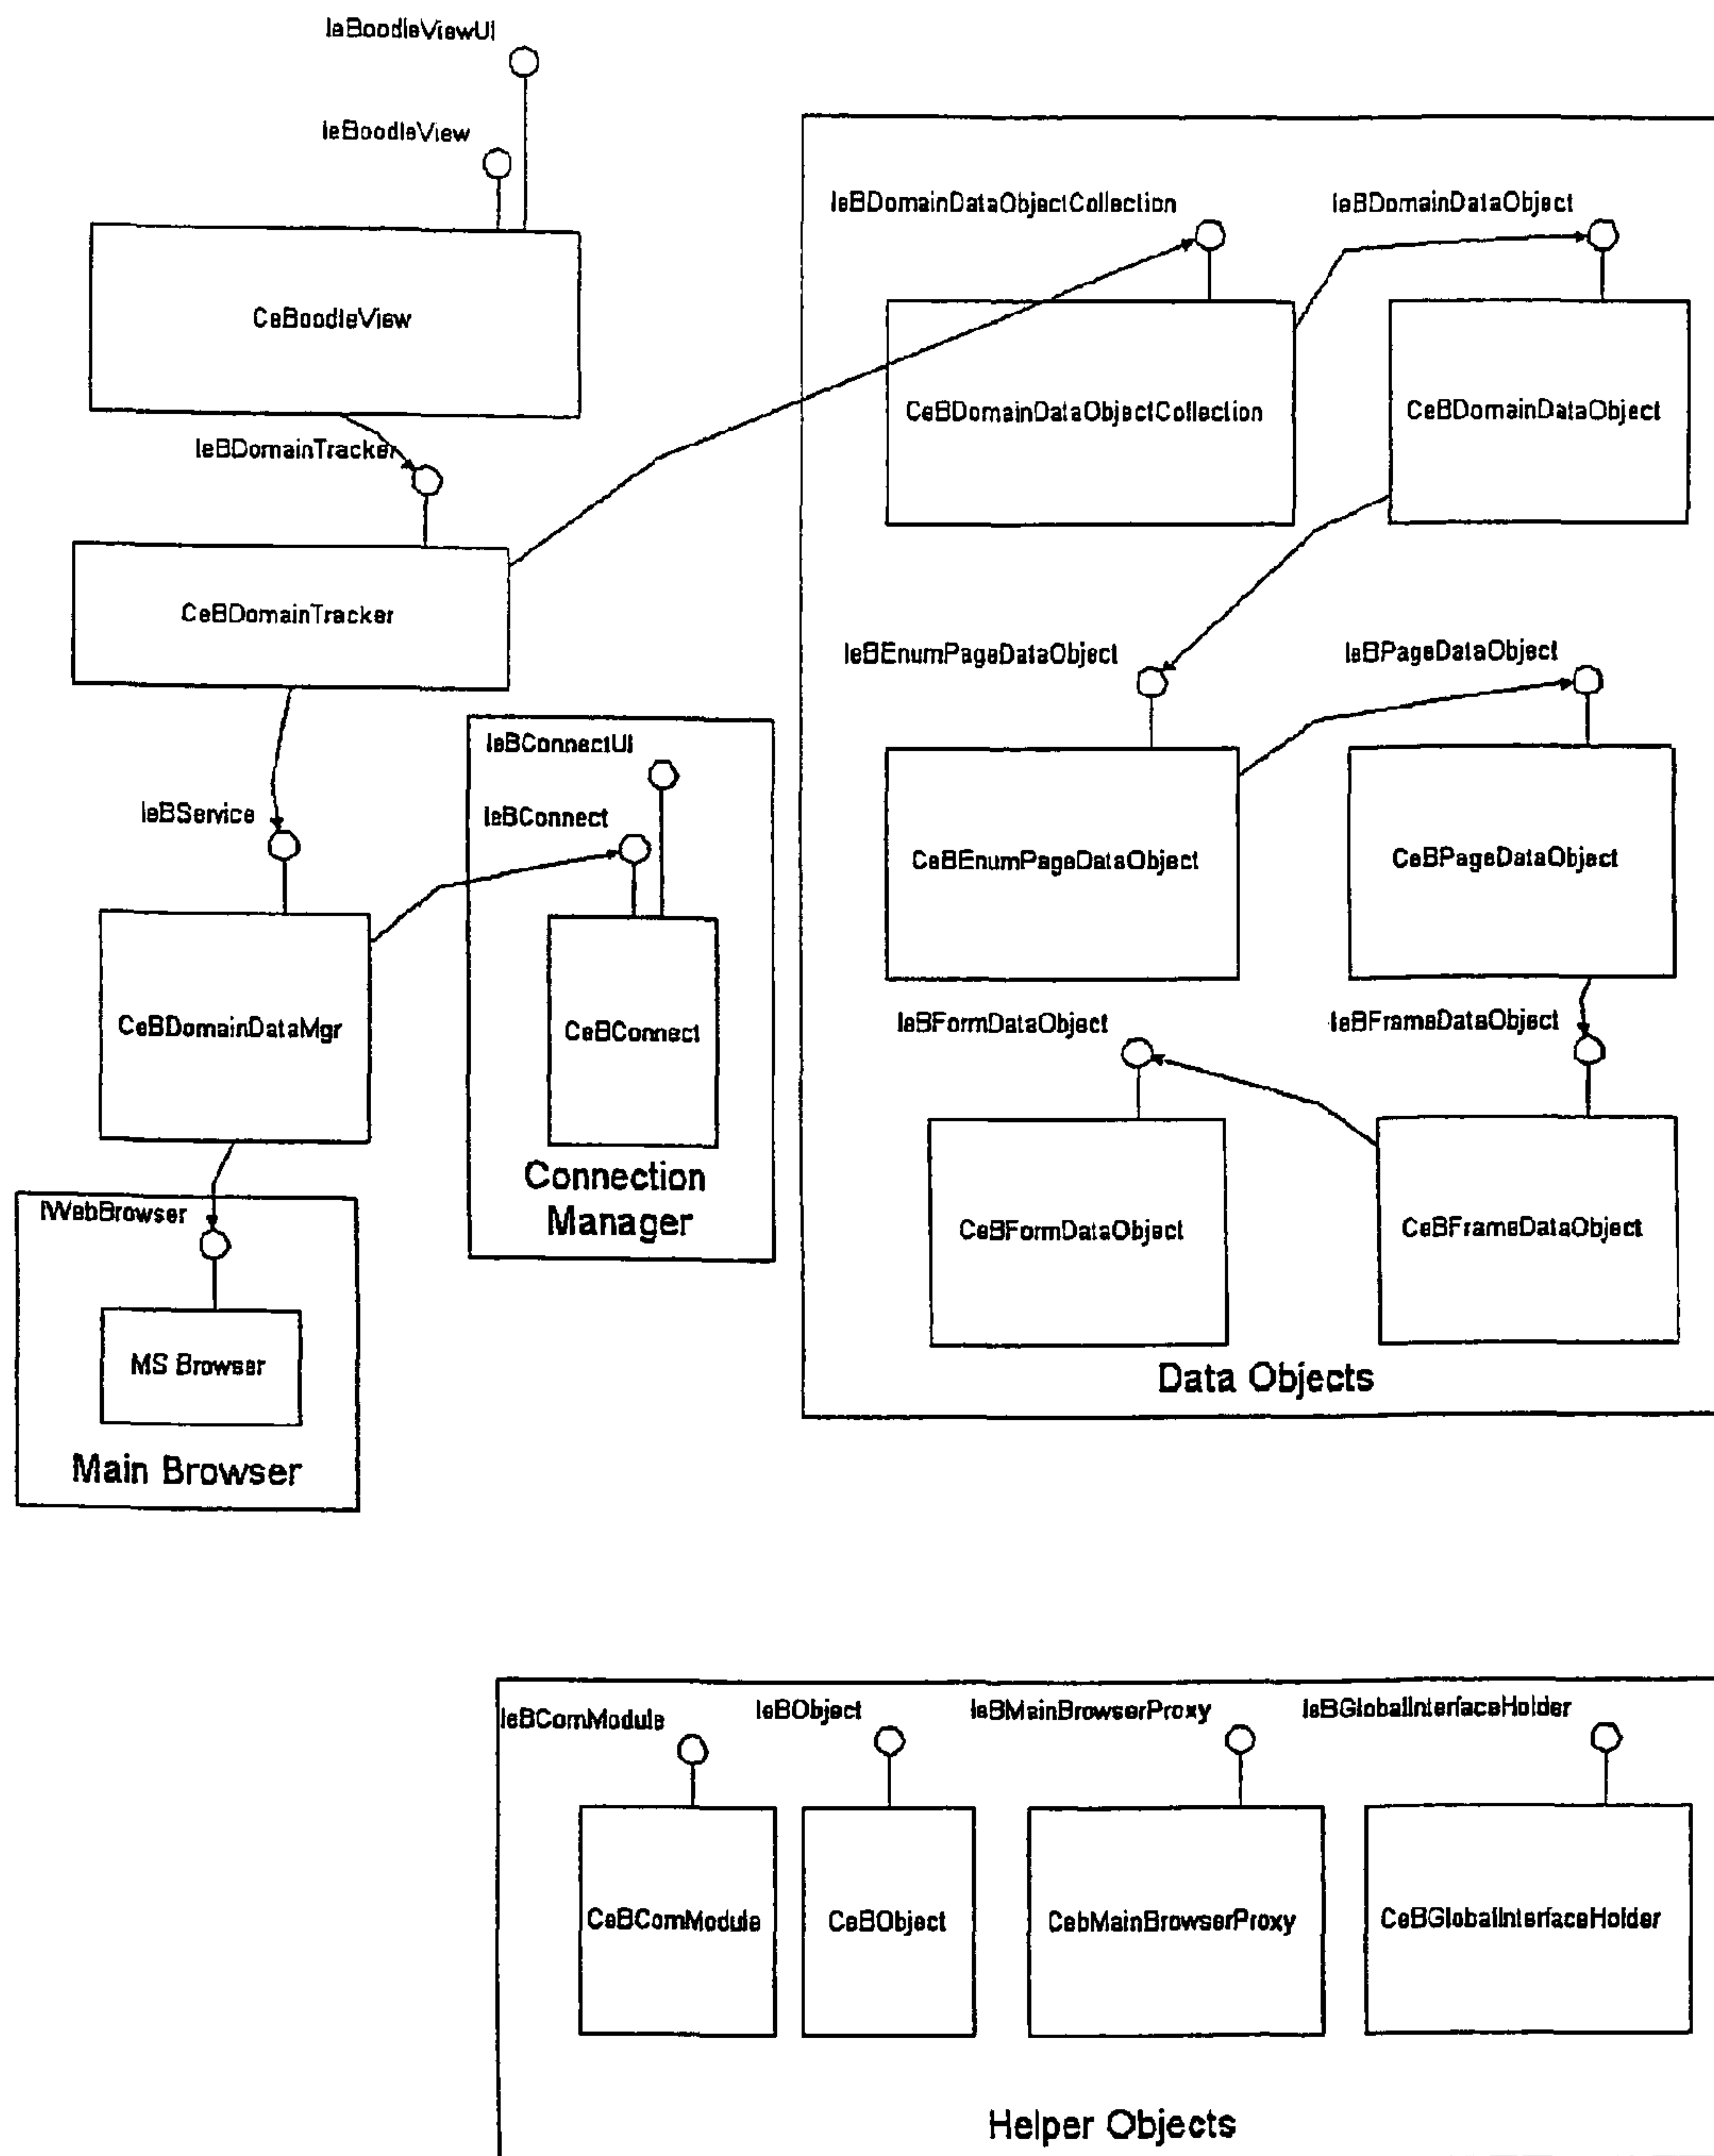 IeBoodleViewUI
IeBoodleView
CeBoodleView
IeBDomainTracker
CeBDomainTracker
IeBService
CeBDomainDataMgr
IWebBrowser
MS Browser
Main Browser
IeBConnectUI
IeBConnect
CeBConnect
Connection
Manager
IeBDomainDataObjectCollection
IeBDomainDataObject
CeBDomainDataObjectCollection
CeBDomainDataObject
IeBEnumPageDataObject
IeBPageDataObject
CeBEnumPageDataObject
CeBPageDataObject
IeBFormDataObject
IeBFrameDataObject
CeBFormDataObject
CeBFrameDataObject
Data Objects
IeBComModule
IeBObject
IeBMainBrowserProxy
IeBGlobalInterfaceHolder
CeBComModule
CeBObject
CebMainBrowserProxy
CeBGlobalInterfaceHolder
Helper Objects